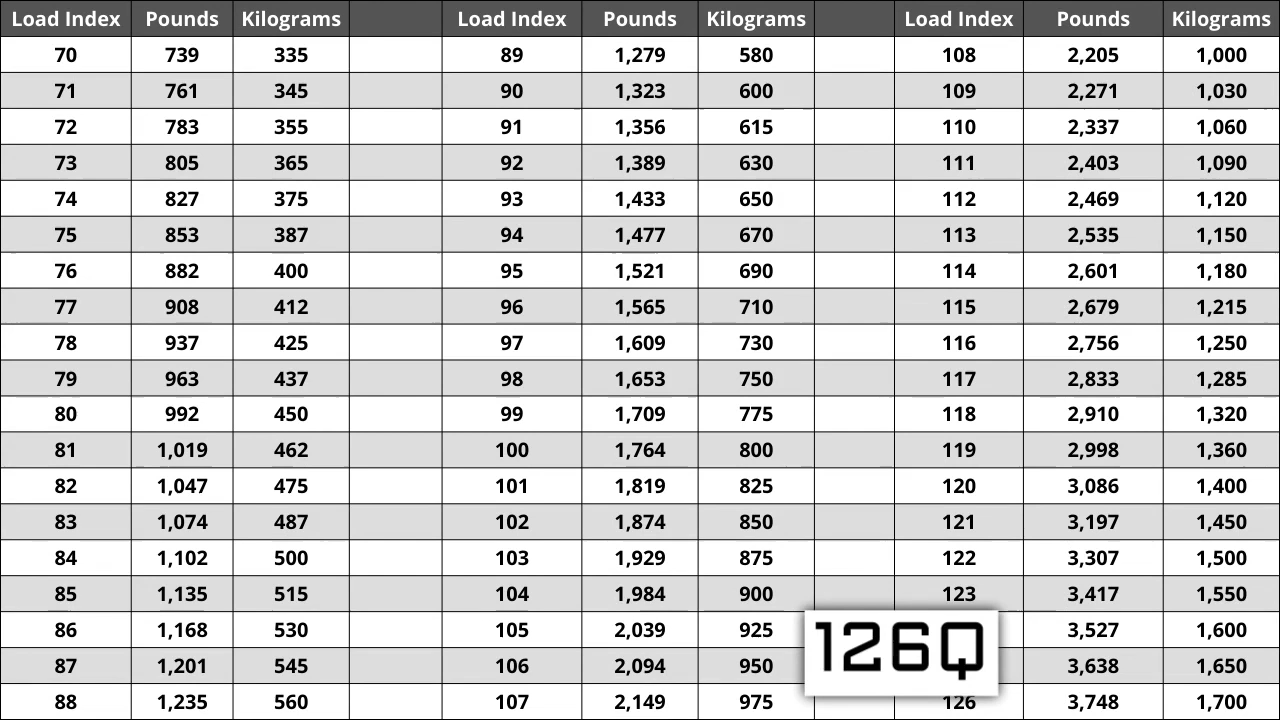 Load Index Pounds Kilograms Load Index Pounds Kilograms Load Index Pounds Kilograms
70 739 335 89 1,279 580 108 2,205 1,000
71 761 345 90 1,323 600 109 2,271 1,030
72 783 355 91 1,356 615 110 2,337 1,060
73 805 365 92 1,389 630 111 2,403 1,090
74 827 375 93 1,433 650 112 2,469 1,120
75 853 387 94 1,477 670 113 2,535 1,150
76 882 400 95 1,521 690 114 2,601 1,180
77 908 412 96 1,565 710 115 2,679 1,215
78 937 425 97 1,609 730 116 2,756 1,250
79 963 437 98 1,653 750 117 2,833 1,285
80 992 450 99 1,709 775 118 2,910 1,320
81 1,019 462 100 1,764 800 119 2,998 1,360
82 1,047 475 101 1,819 825 120 3,086 1,400
83 1,074 487 102 1,874 850 121 3,197 1,450
84 1,102 500 103 1,929 875 122 3,307 1,500
85 1,135 515 104 1,984 900 123 3,417 1,550
86 1,168 530 105 2,039 925 3,527 1,600
126Q
87 1,201 545 106 2,094 950 3,638 1,650
88 1,235 560 107 2,149 975 126 3,748 1,700